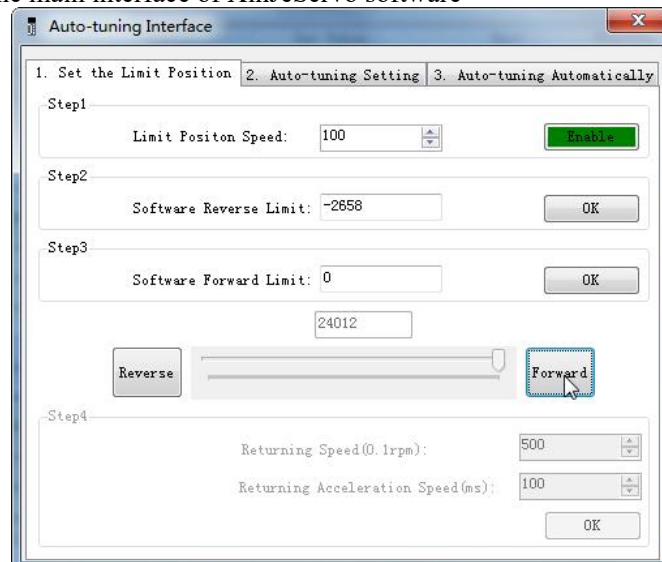 Auto-tuning Interface
1. Set the Limit Position 2. Auto-tuning Setting 3. Auto-tuning Automatically
Step1
Limit Positon Speed: 100 Enable
Step2
Software Reverse Limit: -2658 OK
Step3
Software Forward Limit: 0 OK
24012
Reverse Forward
Step4
Returning Speed(0.1rpm): 500
Returning Acceleration Speed(ms): 100
OK